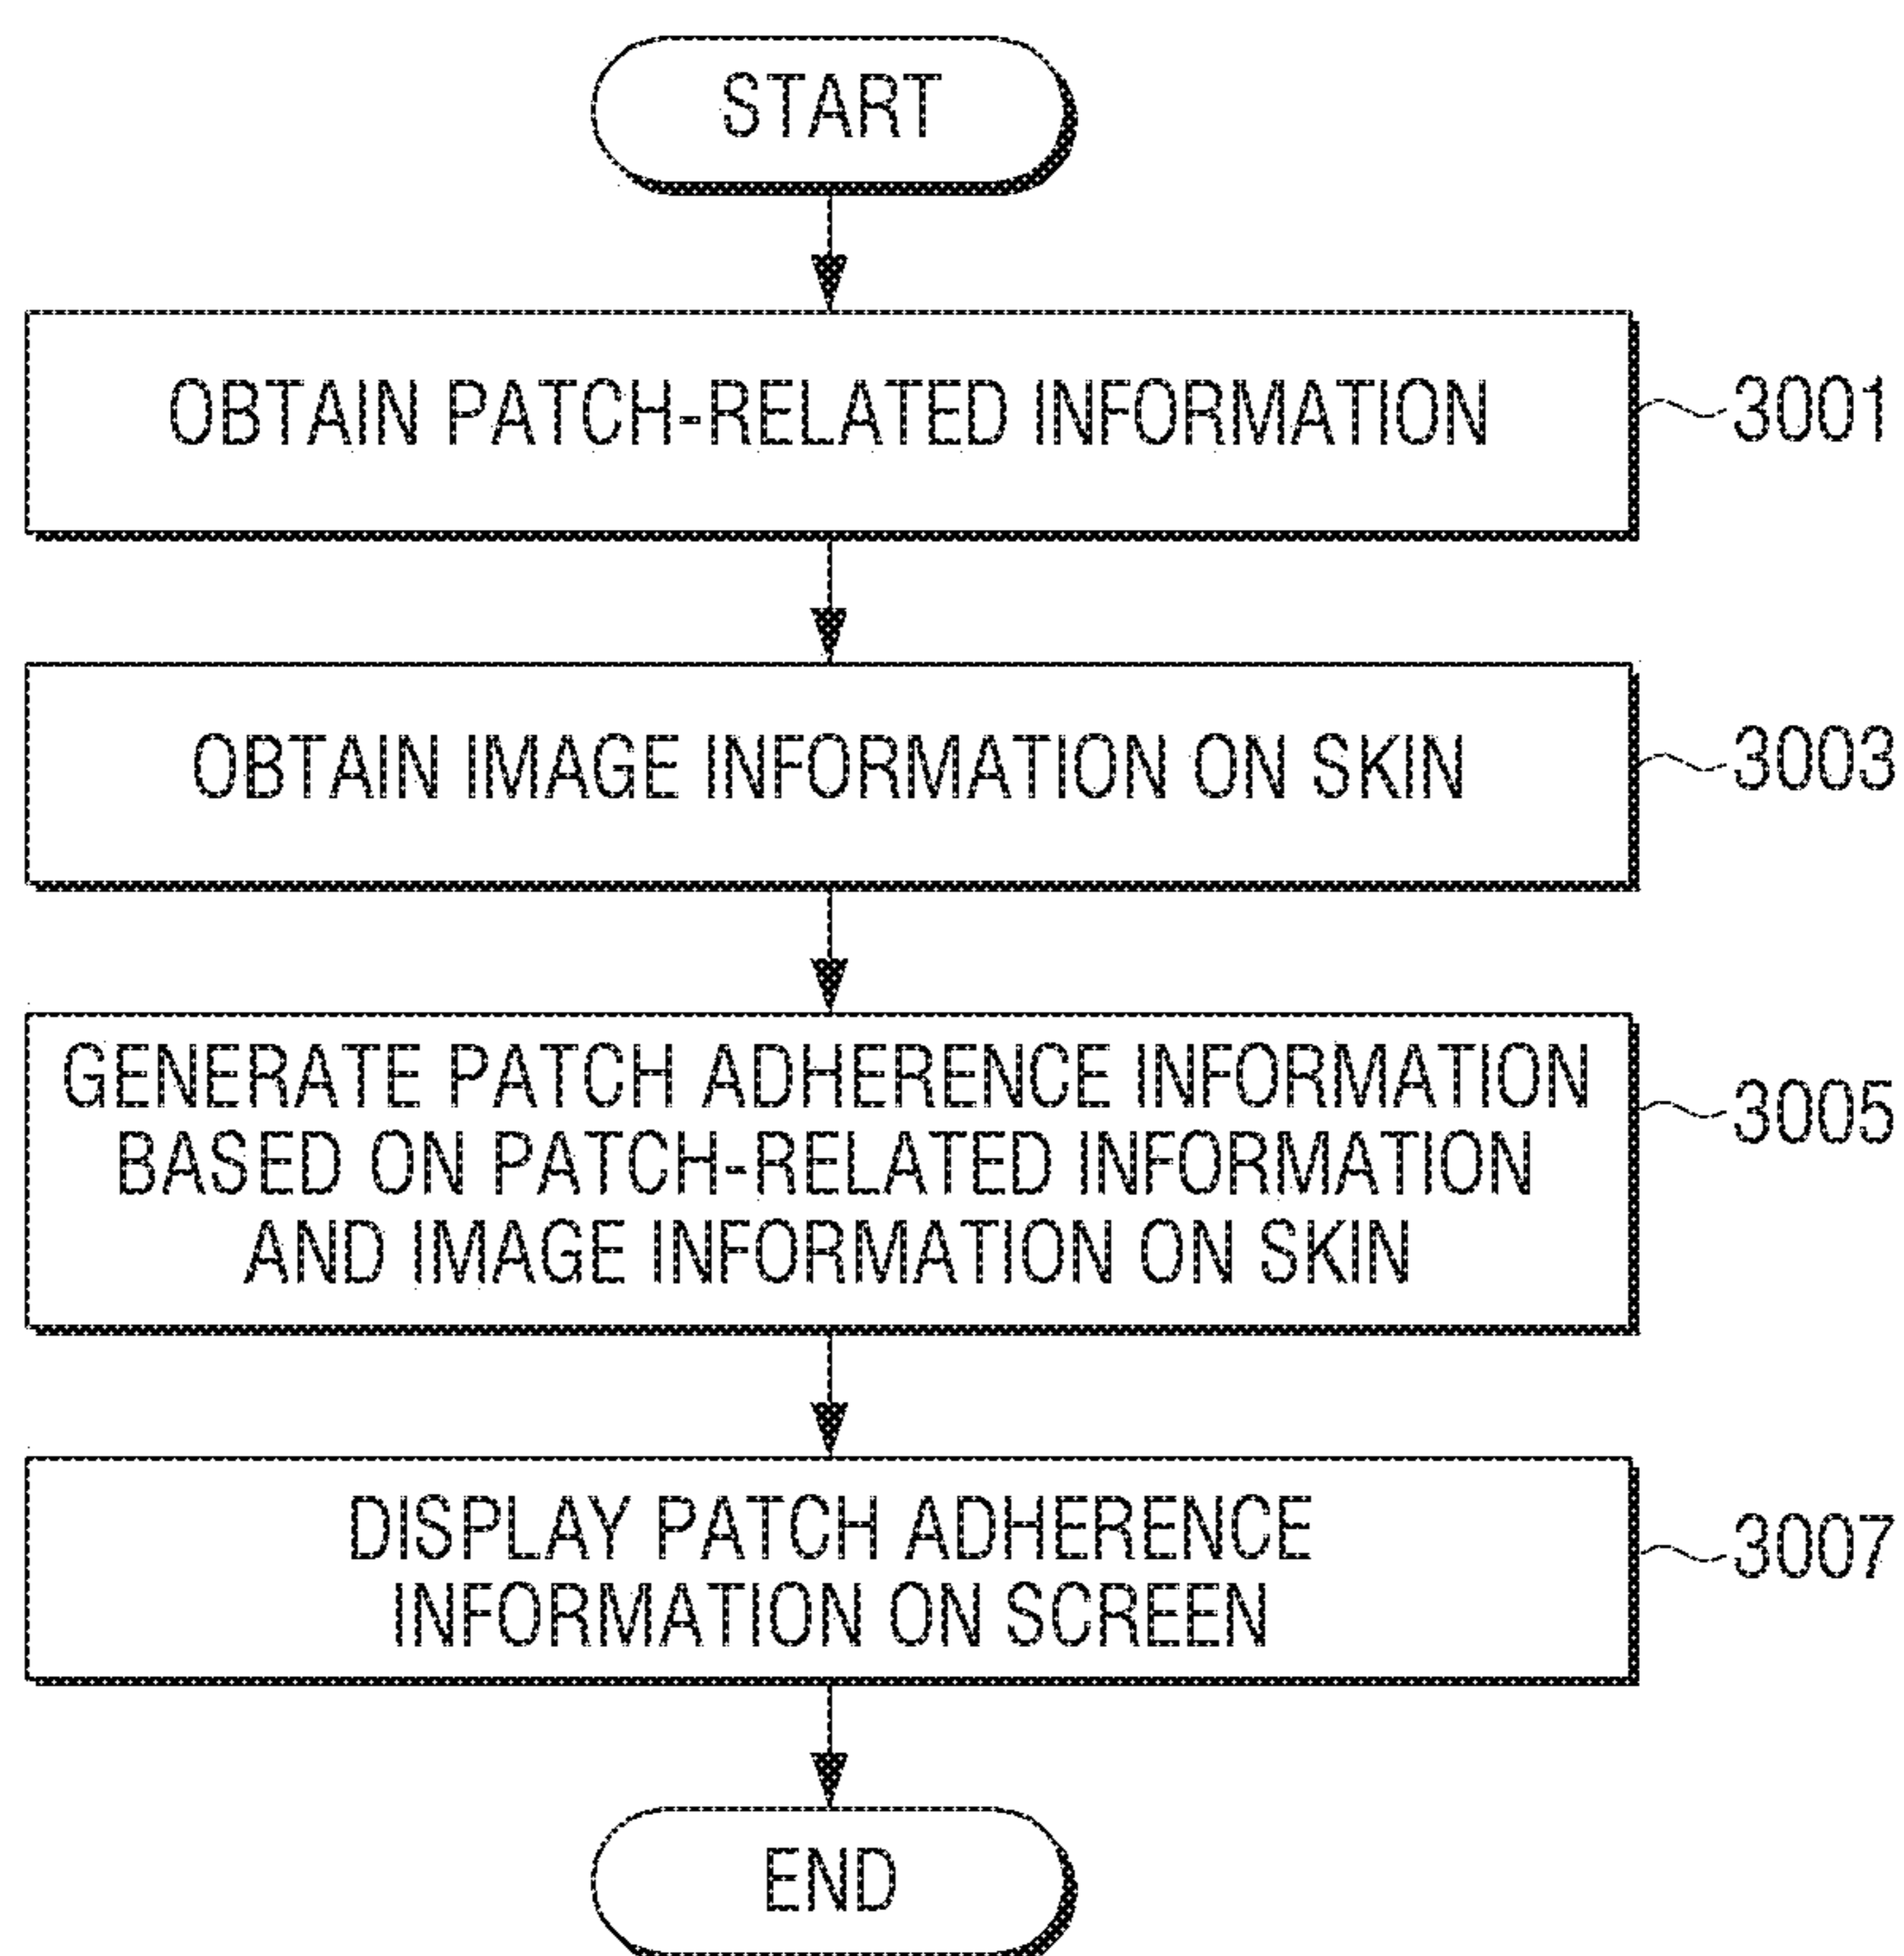 START
OBTAIN PATCH-RELATED INFORMATION
3001
OBTAIN IMAGE INFORMATION ON SKIN
3003
GENERATE PATCH ADHERENCE INFORMATION
BASED ON PATCH-RELATED INFORMATION
AND IMAGE INFORMATION ON SKIN
3005
DISPLAY PATCH ADHERENCE
INFORMATION ON SCREEN
3007
END